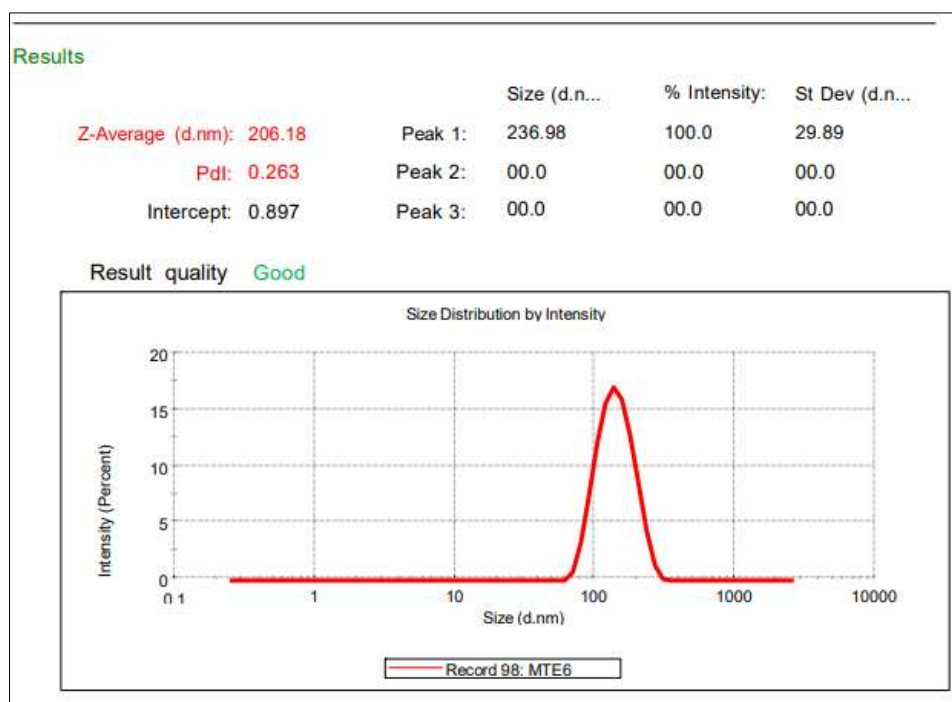 Results
Size (d.n... % Intensity: St Dev (d.n...
Z-Average (d.nm): 206.18 Peak 1: 236.98 100.0 29.89
PdI: 0.263 Peak 2: 00.0 00.0 00.0
Intercept: 0.897 Peak 3: 00.0 00.0 00.0
Result quality Good
Size Distribution by Intensity
20
15
10
5
0
Intensity (Percent)
0.1 1 10 100 1000 10000
Size (d.nm)
Record 98: MTE6